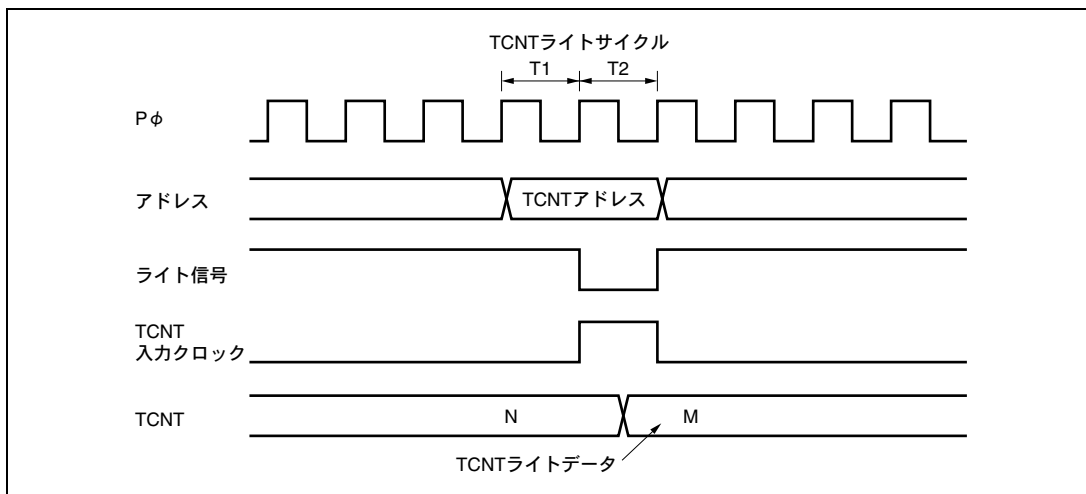 TCNTライトサイクル
T1 T2
Pφ
アドレス
TCNTアドレス
ライト信号
TCNT
入力クロック
TCNT
N M
TCNTライトデータ